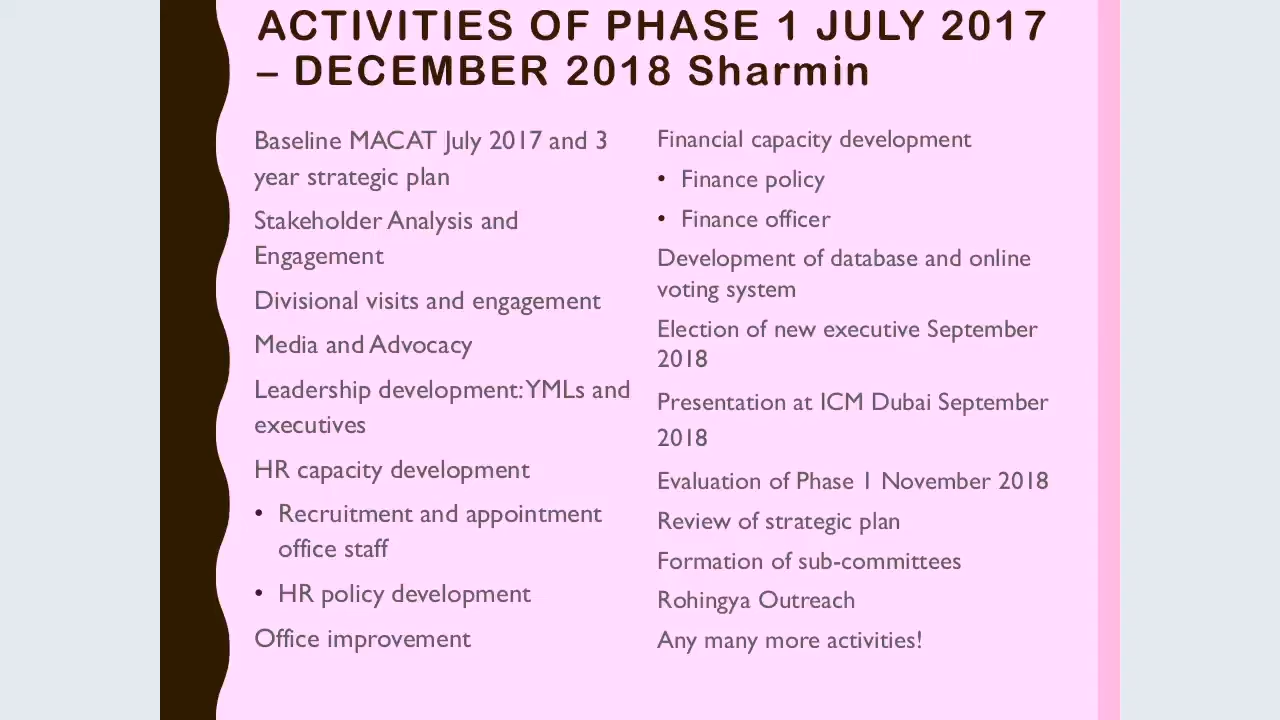 ACTIVITIES OF PHASE 1 JULY 2017
– DECEMBER 2018 Sharmin
Baseline MACAT July 2017 and 3
year strategic plan
Stakeholder Analysis and
Engagement
Divisional visits and engagement
Media and Advocacy
Leadership development: YMLs and
executives
HR capacity development
• Recruitment and appointment
office staff
• HR policy development
Office improvement
Financial capacity development
• Finance policy
• Finance officer
Development of database and online
voting system
Election of new executive September
2018
Presentation at ICM Dubai September
2018
Evaluation of Phase 1 November 2018
Review of strategic plan
Formation of sub-committees
Rohingya Outreach
Any many more activities!